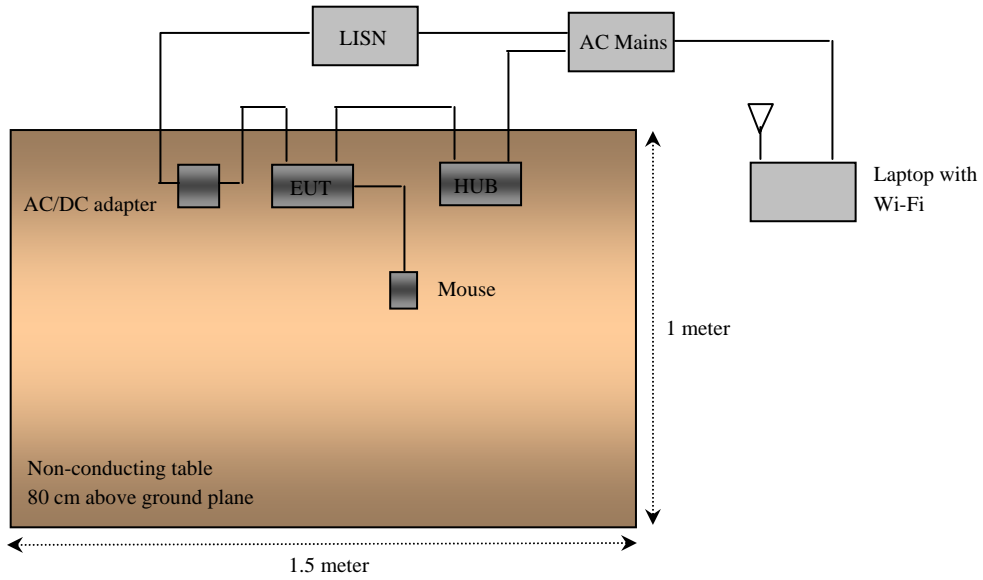 LISN
AC Mains
EUT
HUB
AC/DC adapter
Laptop with
Wi-Fi
Mouse
1 meter
Non-conducting table
80 cm above ground plane
1.5 meter